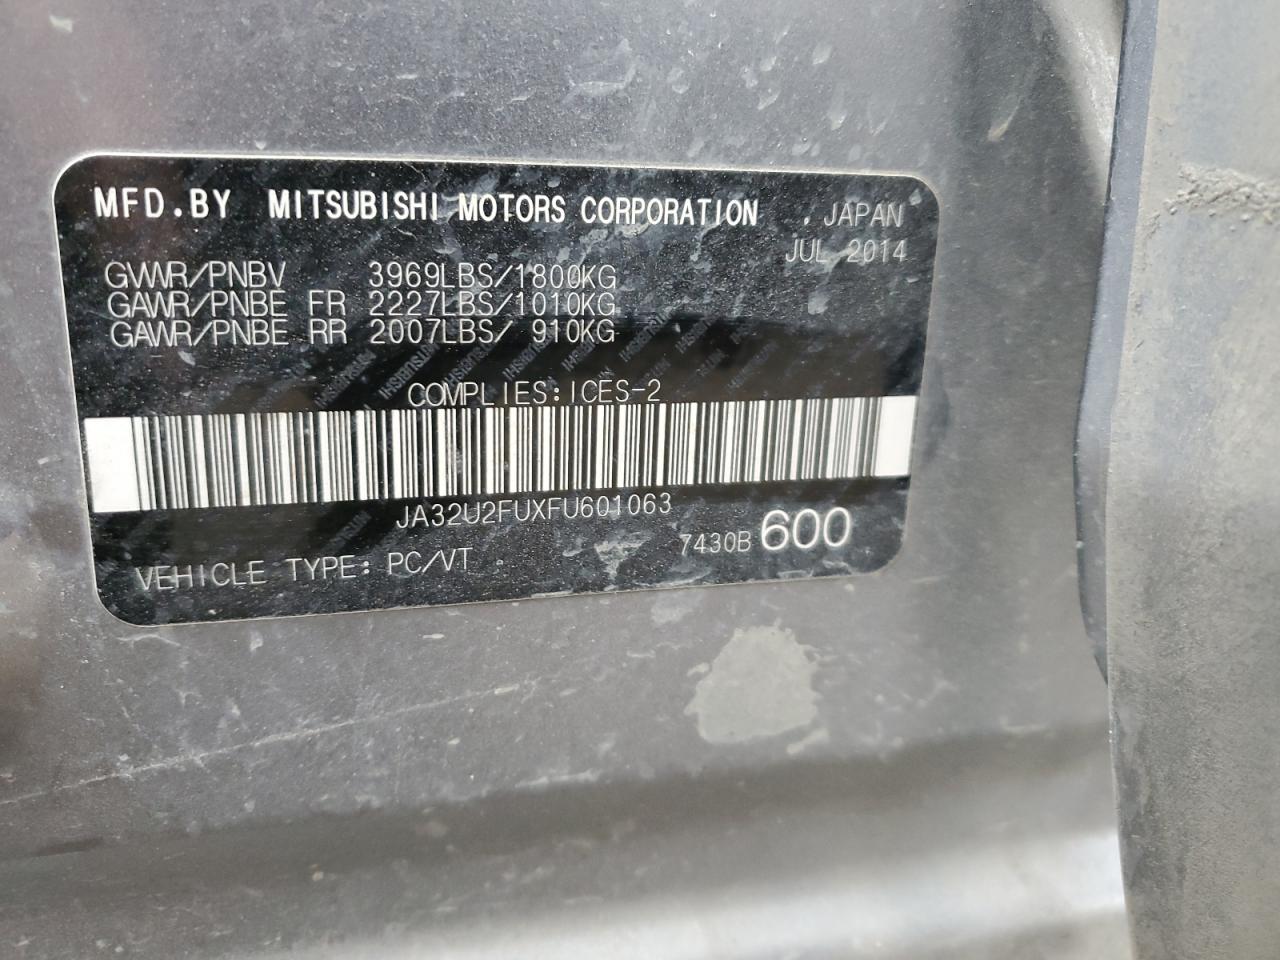 MFD.BY MITSUBISHI MOTORS CORPORATION . JAPAN
JUL 2014
GVWR/PNBV 3969LBS/1800KG
GAWR/PNBE FR 2227LBS/1010KG
GAWR/PNBE RR 2007LBS/ 910KG
COMPLIES:ICES-2
JA32U2FUXFU601063
7430B 600
VEHICLE TYPE: PC/VT